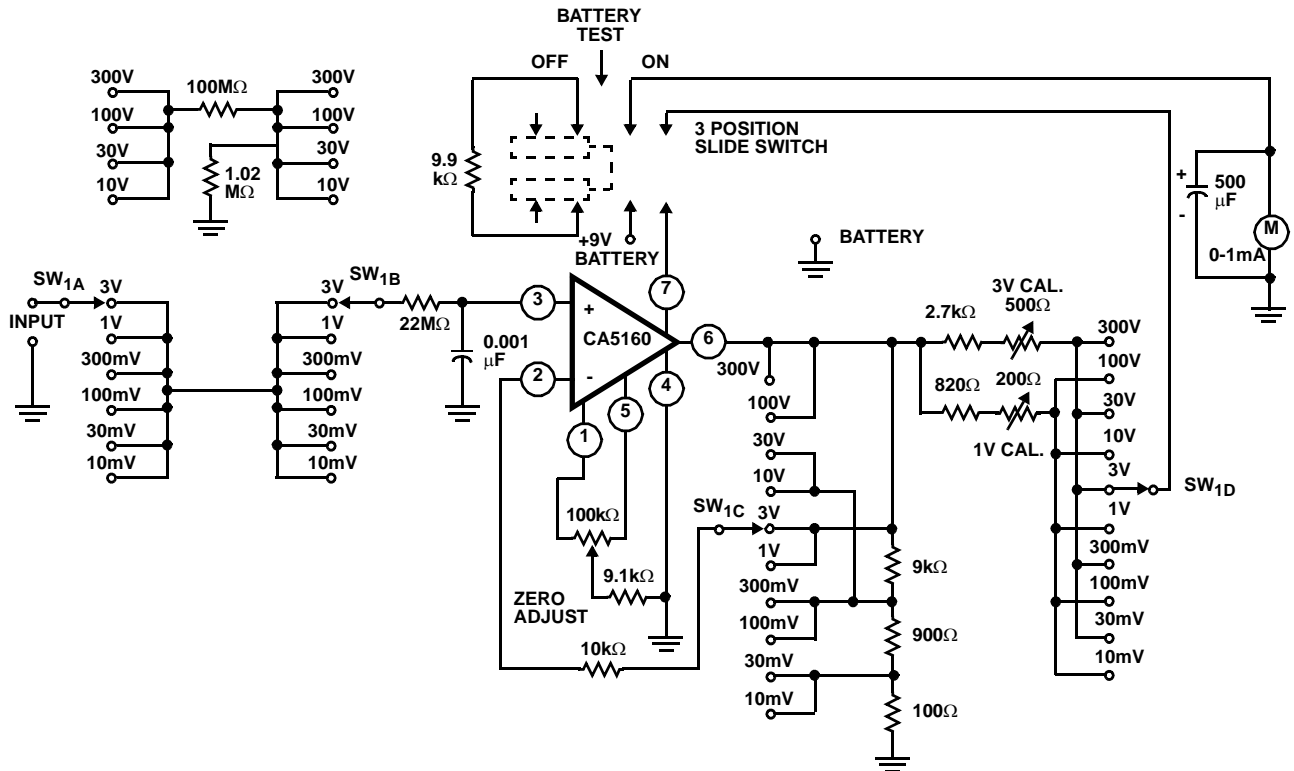 BATTERY
TEST
OFF
ON
300V
100V
30V
10V
100MΩ
1.02
MΩ
300V
100V
30V
10V
9.9
kΩ
3 POSITION
SLIDE SWITCH
+9V
BATTERY
BATTERY
+
-
500
μF
M
0-1mA
SW1A
INPUT
3V
1V
300mV
100mV
30mV
10mV
SW1B
3V
1V
300mV
100mV
30mV
10mV
22MΩ
0.001
μF
3
2
+
-
CA5160
7
6
4
5
1
100kΩ
9.1kΩ
ZERO
ADJUST
10kΩ
SW1C
300V
100V
30V
10V
3V
1V
300mV
100mV
30mV
10mV
9kΩ
900Ω
100Ω
2.7kΩ
3V CAL.
500Ω
820Ω
200Ω
1V CAL.
300V
100V
30V
10V
3V
1V
300mV
100mV
30mV
10mV
SW1D